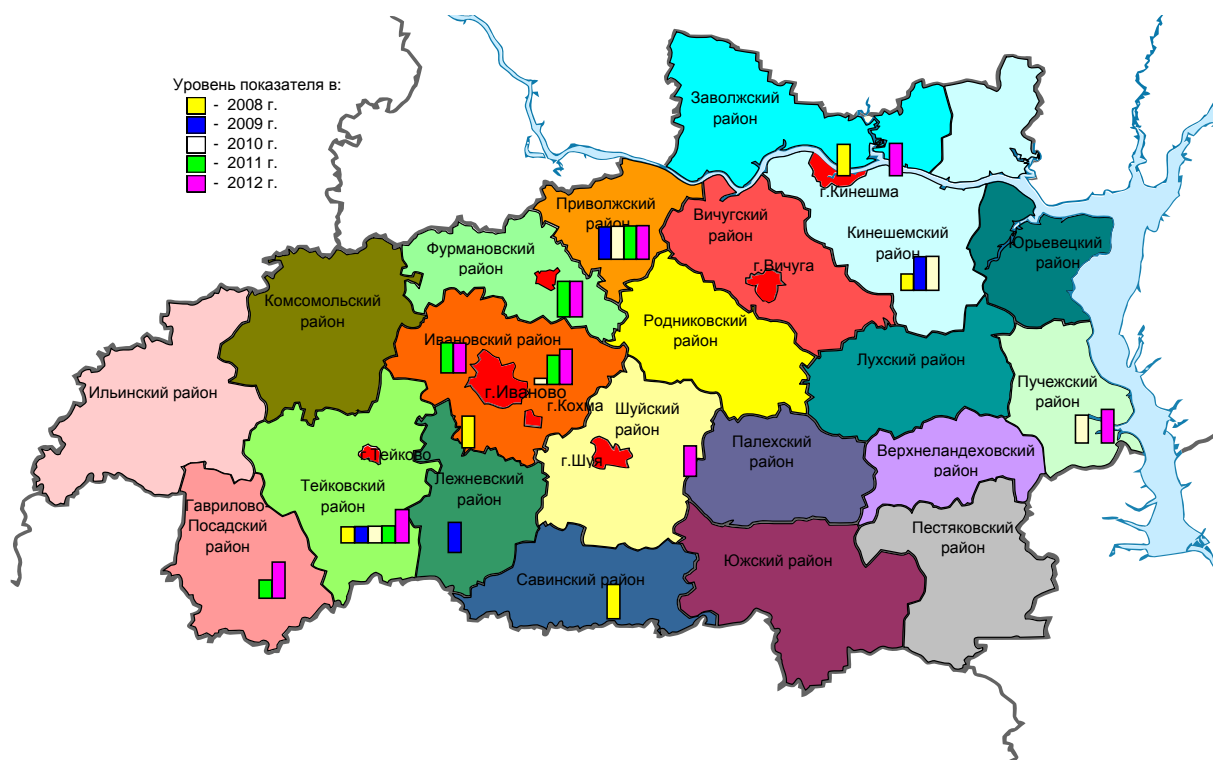 Уровень показателя в:
- 2008 г.
- 2009 г.
- 2010 г.
- 2011 г.
- 2012 г.
Заволжский
район
г.Кинешма
Приволжский
район
Вичугский
район
Кинешемский
район
Юрьевецкий
район
Фурмановский
район
г.Вичуга
Комсомольский
район
Родниковский
район
Ивановский район
Лухский район
Ильинский район
г.Иваново
г.Кохма
Пучежский
район
Шуйский
район
Палехский
район
Верхнеландеховский
район
г.Тейково
г.Шуя
Лежневский
район
Тейковский
район
Гаврилово-
Посадский
район
Пестяковский
район
Савинский район
Южский район